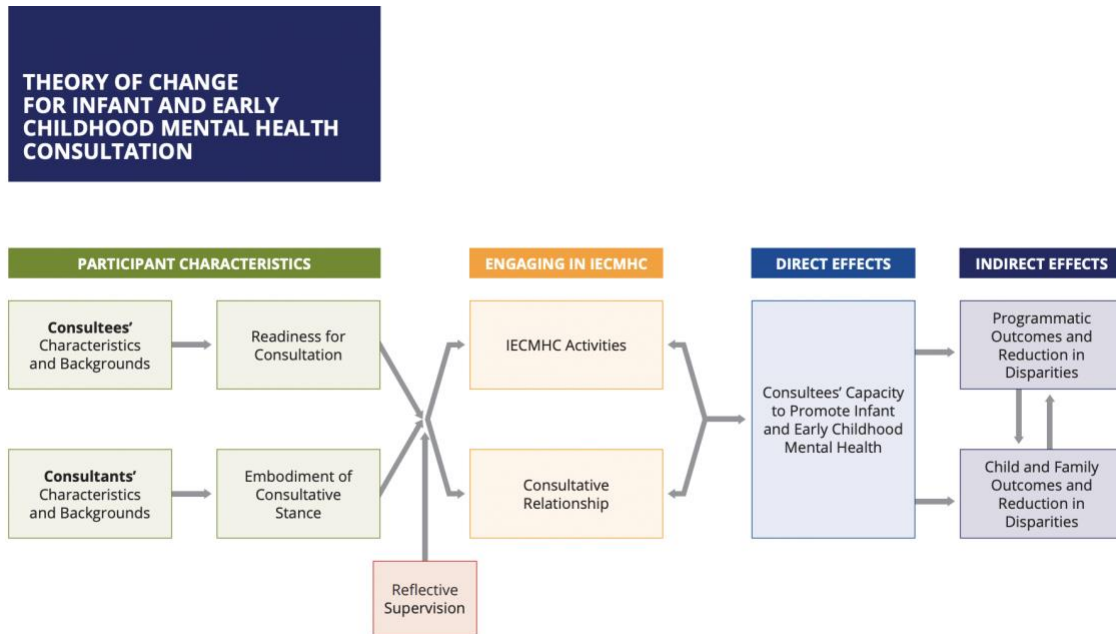 THEORY OF CHANGE
FOR INFANT AND EARLY
CHILDHOOD MENTAL HEALTH
CONSULTATION
PARTICIPANT CHARACTERISTICS
ENGAGING IN IECMHC
DIRECT EFFECTS
INDIRECT EFFECTS
Consultees’
Characteristics
and Backgrounds
Readiness for
Consultation
IECMHC Activities
Consultees’ Capacity
to Promote Infant
and Early Childhood
Mental Health
Programmatic
Outcomes and
Reduction in
Disparities
Consultants’
Characteristics
and Backgrounds
Embodiment of
Consultative
Stance
Consultative
Relationship
Child and Family
Outcomes and
Reduction in
Disparities
Reflective
Supervision